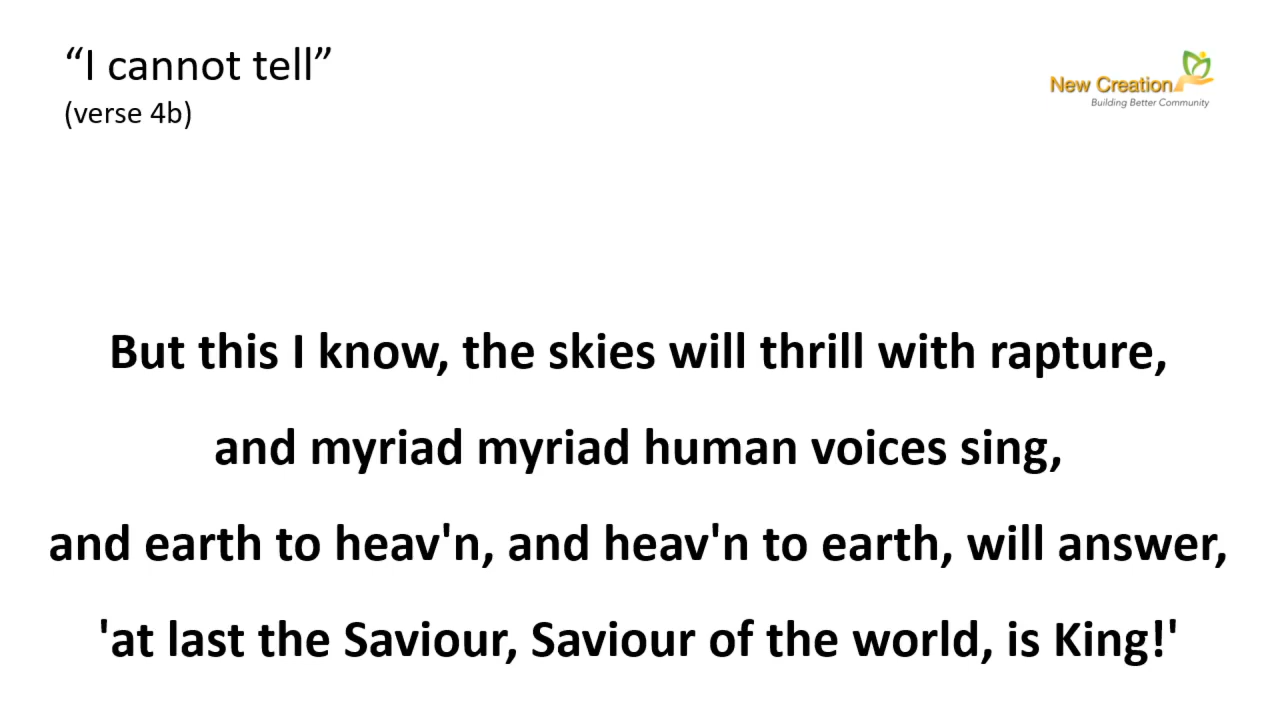 “I cannot tell”
(verse 4b)
New Creation
Building Better Community
But this I know, the skies will thrill with rapture,
and myriad myriad human voices sing,
and earth to heav'n, and heav'n to earth, will answer,
'at last the Saviour, Saviour of the world, is King!'